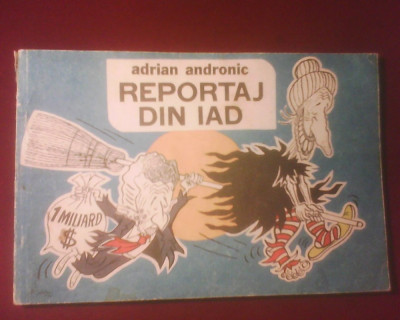 adrian andronic
REPORTAJ
DIN IAD
1 MILIARD
$